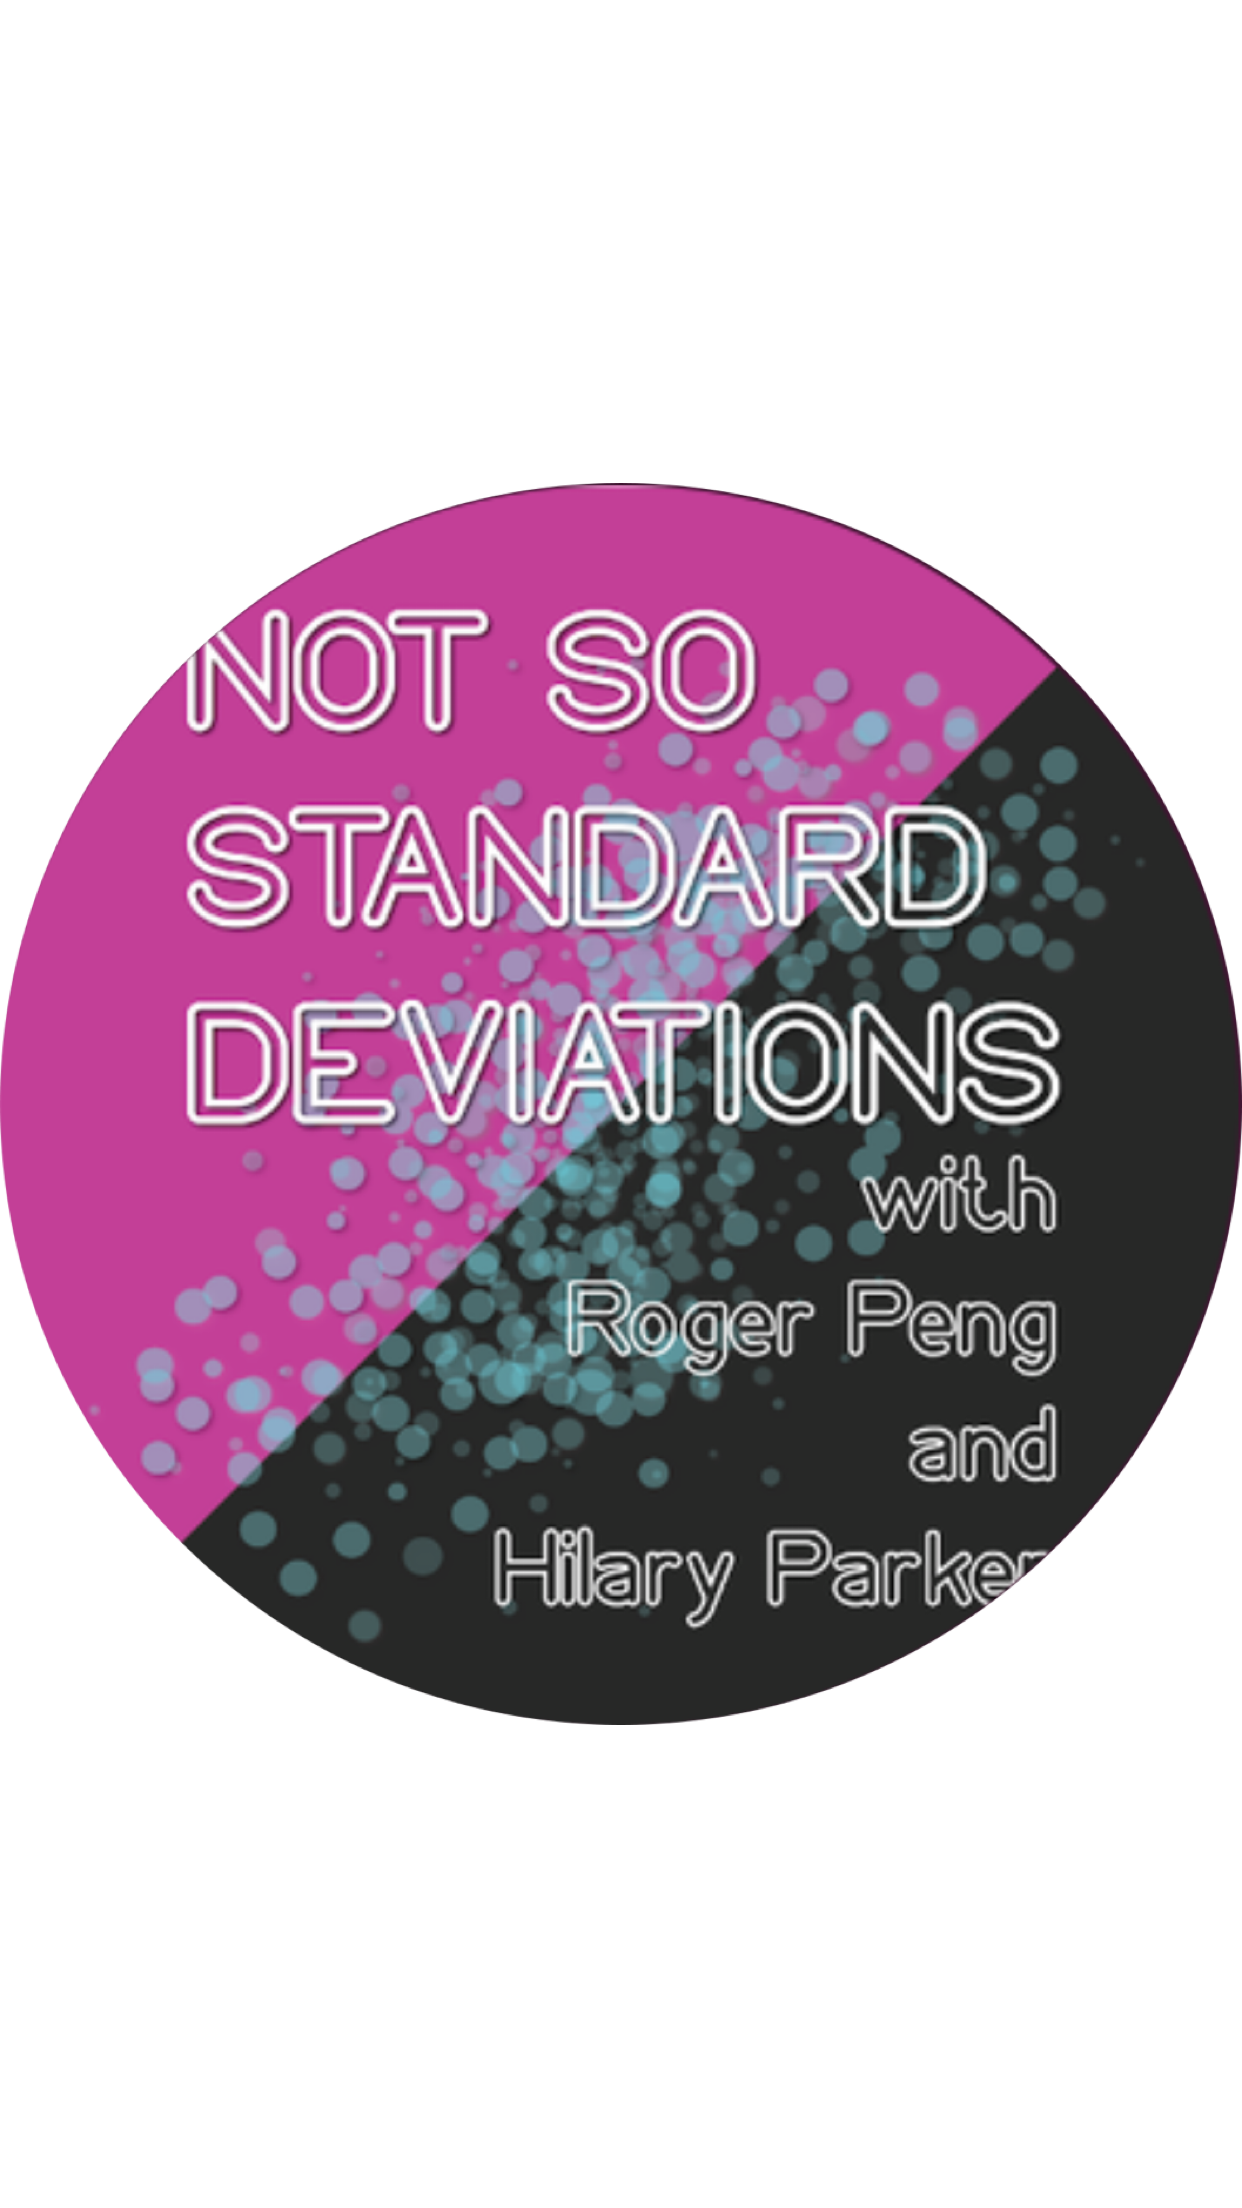 NOT SO
STANDARD
DEVIATIONS
with
Roger Peng
and
Hilary Parker